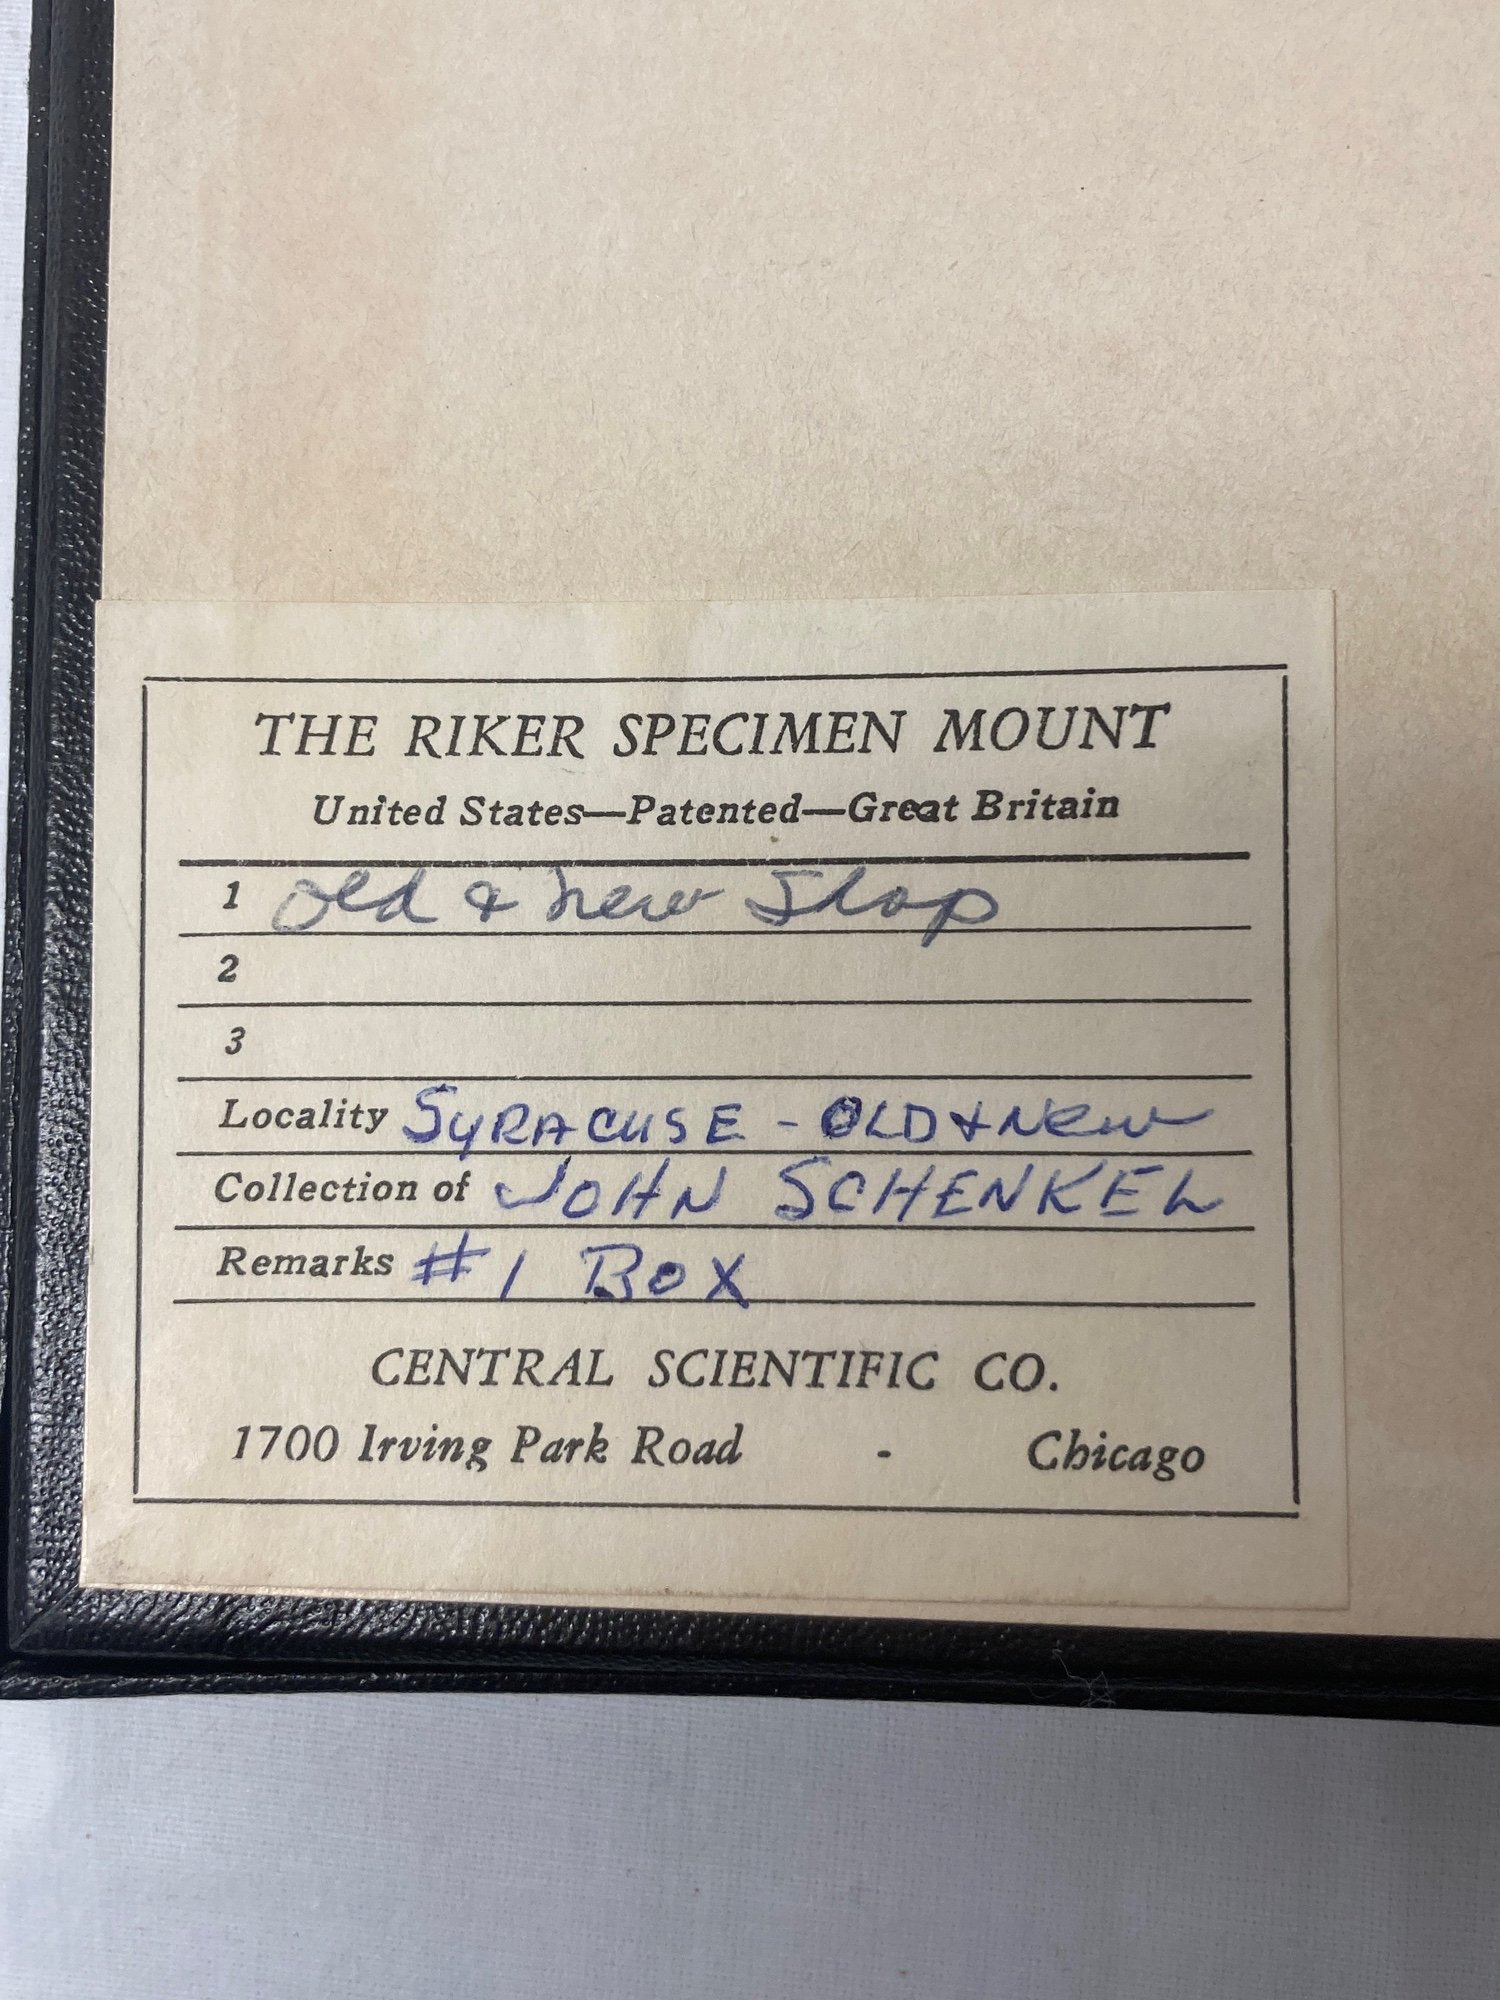 THE RIKER SPECIMEN MOUNT
United States—Patented—Great Britain
1 Old & New Shop
2
3
Locality SYRACUSE - OLD & New
Collection of JOHN SCHENKEL
Remarks #1 BOX
CENTRAL SCIENTIFIC CO.
1700 Irving Park Road - Chicago